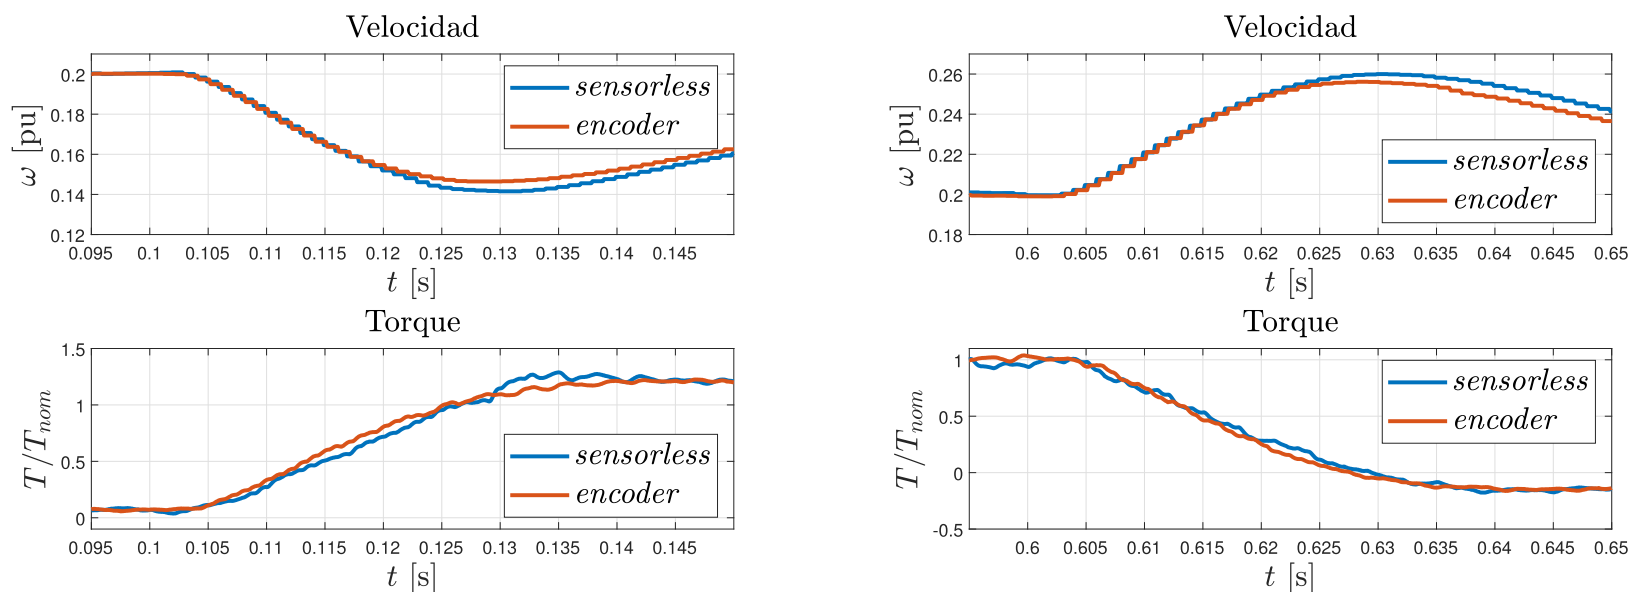 Velocidad
ω [pu]
0.2
0.18
0.16
0.14
0.12
sensorless
encoder
0.095 0.1 0.105 0.11 0.115 0.12 0.125 0.13 0.135 0.14 0.145
t [s]
Torque
T/T_nom
1.5
1
0.5
0
sensorless
encoder
0.095 0.1 0.105 0.11 0.115 0.12 0.125 0.13 0.135 0.14 0.145
t [s]
Velocidad
ω [pu]
0.26
0.24
0.22
0.2
0.18
sensorless
encoder
0.6 0.605 0.61 0.615 0.62 0.625 0.63 0.635 0.64 0.645 0.65
t [s]
Torque
T/T_nom
1
0.5
0
-0.5
sensorless
encoder
0.6 0.605 0.61 0.615 0.62 0.625 0.63 0.635 0.64 0.645 0.65
t [s]